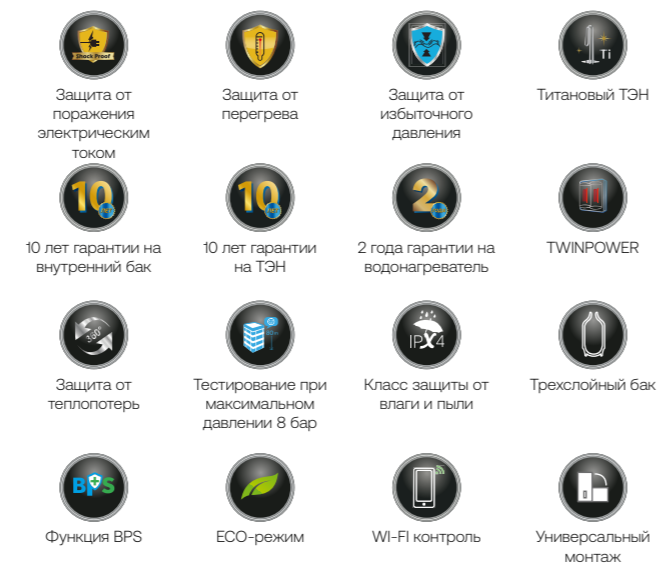 Shock Proof
Ti
Защита от
поражения
электрическим
током
Защита от
перегрева
Защита от
избыточного
давления
Титановый ТЭН
10
10
2
10 лет гарантии на
внутренний бак
10 лет гарантии
на ТЭН
2 года гарантии на
водонагреватель
TWINPOWER
360°
IPX4
Защита от
теплопотерь
Тестирование при
максимальном
давлении 8 бар
Класс защиты от
влаги и пыли
Трехслойный бак
BPS
Функция BPS
ECO-режим
WI-FI контроль
Универсальный
монтаж